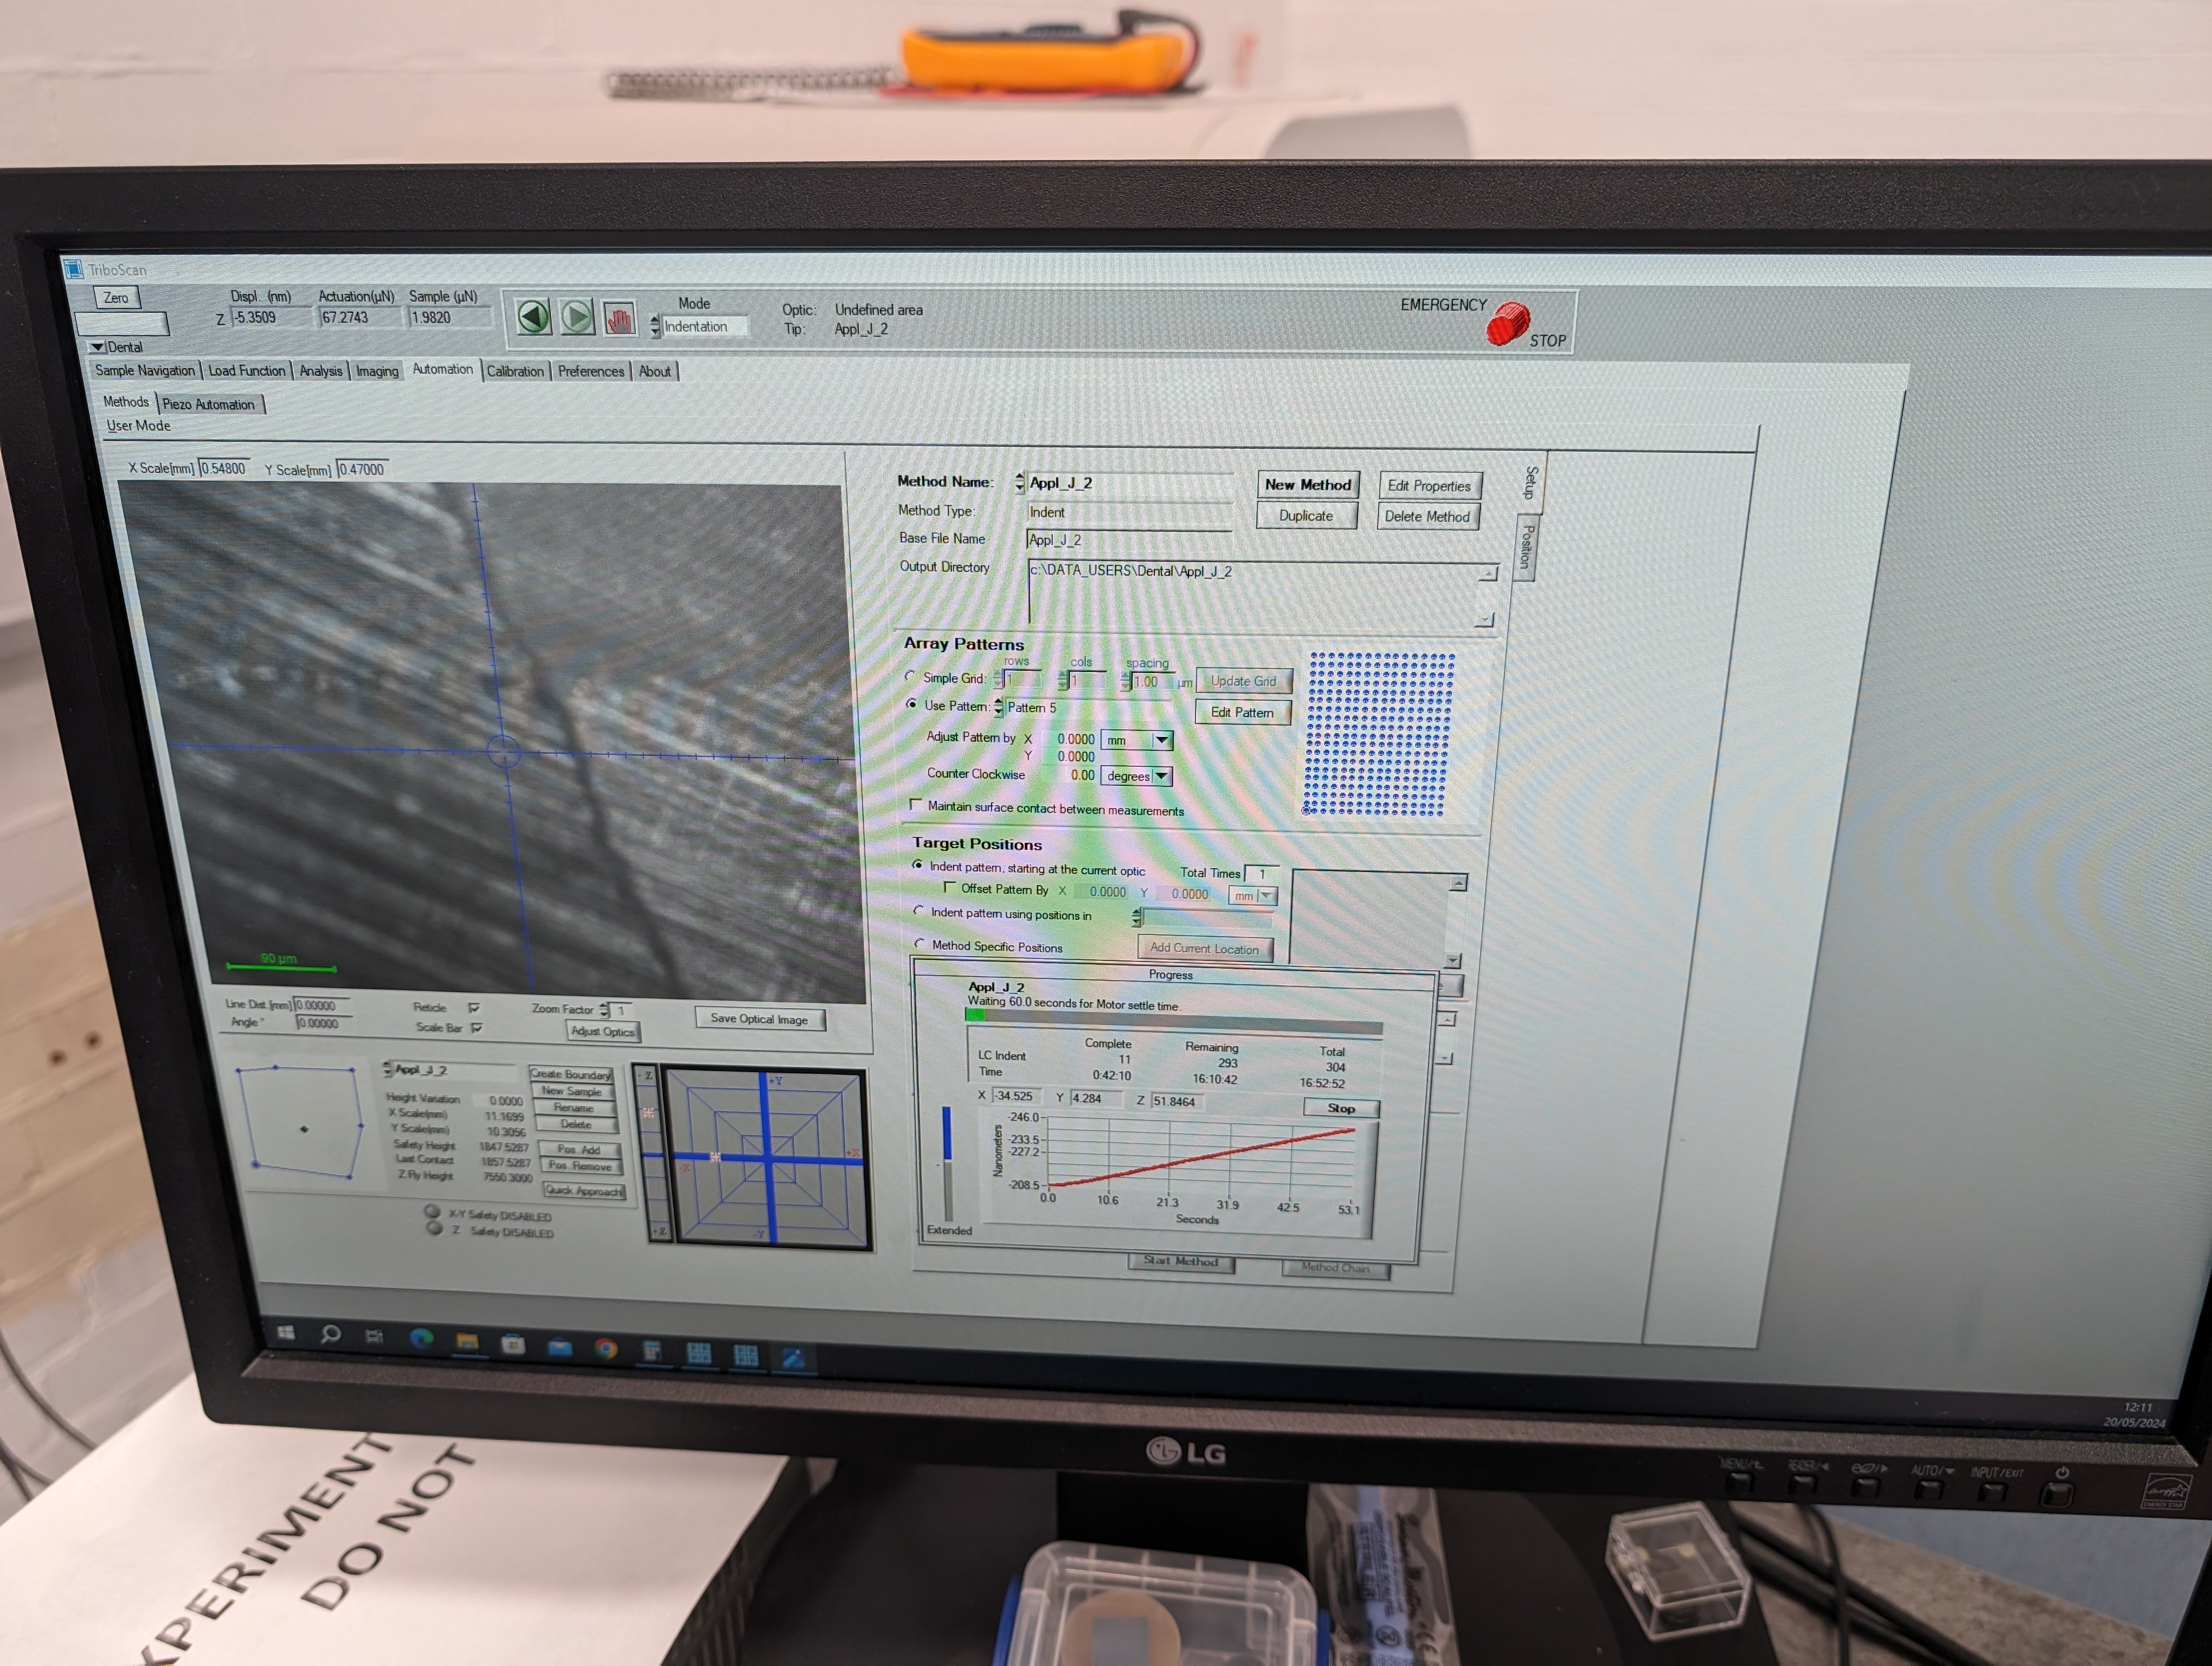 TriboScan
Zero
Displ. (nm) Actuation(µN) Sample (µN)
Z -5.3509 67.2743 1.9820
Mode
Indentation
Optic: Undefined area
Tip: Appl_J_2
EMERGENCY
STOP
Dental
Sample Navigation Load Function Analysis Imaging Automation Calibration Preferences About
Methods Piezo Automation
User Mode
X Scale[mm] 0.54800 Y Scale[mm] 0.47000
90 µm
Line Dist. [mm] 0.00000
Angle ° 0.00000
Reticle
Scale Bar
Zoom Factor 1
Adjust Optics
Save Optical Image
Appl_J_2
Height Variation 0.0000
X Scale(mm) 11.1699
Y Scale(mm) 10.3056
Safety Height 1847.5287
Last Contact 1857.5287
Z Fly Height 7550.3000
Create Boundary
New Sample
Rename
Delete
Pos. Add
Pos. Remove
Quick Approach
X-Y Safety DISABLED
Z Safety DISABLED
- Z
+Z
+Y
-X
+X
-Y
Method Name: Appl_J_2
Method Type: Indent
Base File Name Appl_J_2
Output Directory c:\DATA_USERS\Dental\Appl_J_2
New Method Edit Properties
Duplicate Delete Method
Setup
Position
Array Patterns
rows cols spacing
Simple Grid: 1 1 1.00 µm Update Grid
Use Pattern: Pattern 5 Edit Pattern
Adjust Pattern by X 0.0000 mm
Y 0.0000
Counter Clockwise 0.00 degrees
Maintain surface contact between measurements
Target Positions
Indent pattern, starting at the current optic Total Times 1
Offset Pattern By X 0.0000 Y 0.0000 mm
Indent pattern using positions in
Method Specific Positions Add Current Location
Progress
Appl_J_2
Waiting 60.0 seconds for Motor settle time.
Complete Remaining Total
LC Indent 11 293 304
Time 0:42:10 16:10:42 16:52:52
X -34.525 Y 4.284 Z 51.8464
Stop
Nanometers
-246.0
-233.5
-227.2
-208.5
0.0 10.6 21.3 31.9 42.5 53.1
Seconds
Extended
Start Method Method Chain
12:11
20/05/2024
LG
AUTO/▼ INPUT/EXIT
ENERGY STAR
XPERIMENT
DO NOT